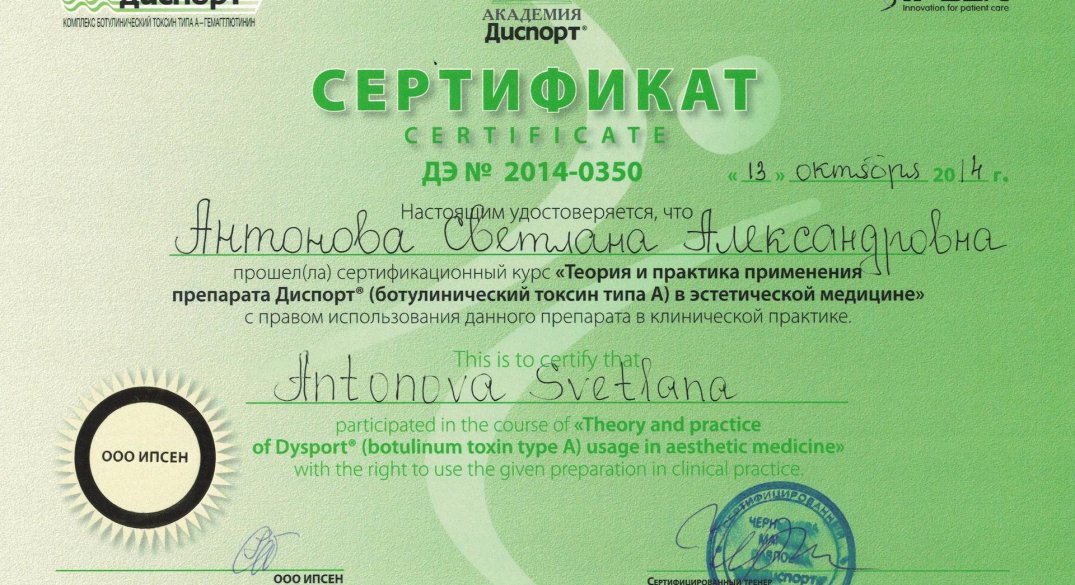 Диспорт
КОМПЛЕКС БОТУЛИНИЧЕСКИЙ ТОКСИН ТИПА А – ГЕМАГГЛЮТИНИН
АКАДЕМИЯ
Диспорт®
Innovation for patient care
СЕРТИФИКАТ
CERTIFICATE
ДЭ № 2014-0350
« 13 » октября 2014 г.
Настоящим удостоверяется, что
Антонова Светлана Александровна
прошел(ла) сертификационный курс «Теория и практика применения
препарата Диспорт® (ботулинический токсин типа А) в эстетической медицине»
с правом использования данного препарата в клинической практике.
This is to certify that
Antonova Svetlana
participated in the course of «Theory and practice
of Dysport® (botulinum toxin type A) usage in aesthetic medicine»
with the right to use the given preparation in clinical practice.
ООО ИПСЕН
ООО ИПСЕН
СЕРТИФИЦИРОВАННЫЙ
Диспорт®
Сертифицированный тренер